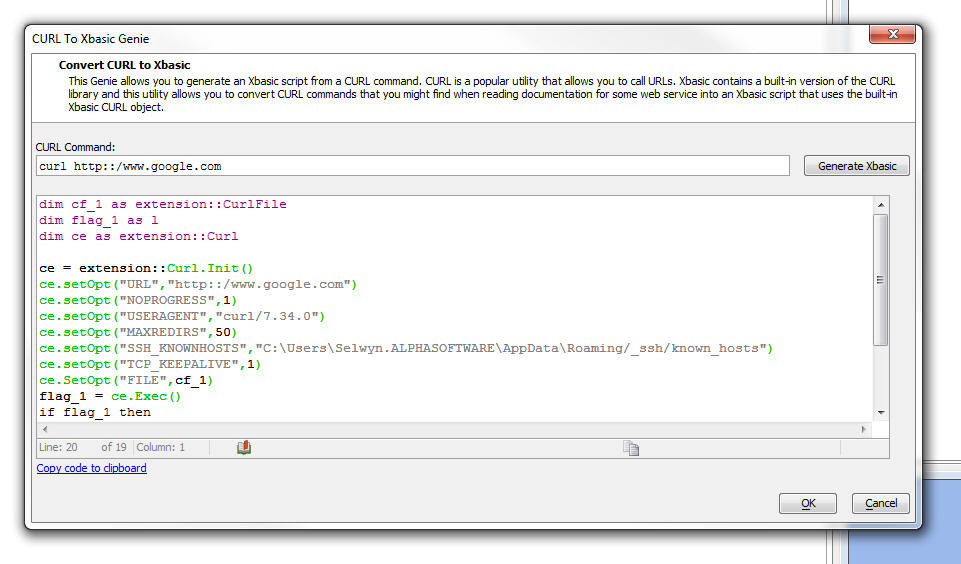 CURL To Xbasic Genie
Convert CURL to Xbasic
This Genie allows you to generate an Xbasic script from a CURL command. CURL is a popular utility that allows you to call URLs. Xbasic contains a built-in version of the CURL
library and this utility allows you to convert CURL commands that you might find when reading documentation for some web service into an Xbasic script that uses the built-in
Xbasic CURL object.
CURL Command:
curl http::/www.google.com
Generate Xbasic
dim cf_1 as extension::CurlFile
dim flag_1 as l
dim ce as extension::Curl
ce = extension::Curl.Init()
ce.setOpt("URL","http::/www.google.com")
ce.setOpt("NOPROGRESS",1)
ce.setOpt("USERAGENT","curl/7.34.0")
ce.setOpt("MAXREDIRS",50)
ce.setOpt("SSH_KNOWNHOSTS","C:\Users\Selwyn.ALPHASOFTWARE\AppData\Roaming/_ssh/known_hosts")
ce.setOpt("TCP_KEEPALIVE",1)
ce.SetOpt("FILE",cf_1)
flag_1 = ce.Exec()
if flag_1 then
Line: 20 of 19 Column: 1
Copy code to clipboard
OK Cancel